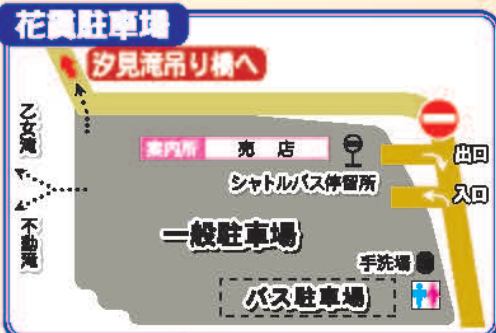 花貫駐車場
汐見滝吊り橋へ
乙女滝
不動滝
案内所
売店
シャトルバス停留所
出口
入口
一般駐車場
手洗場
バス駐車場